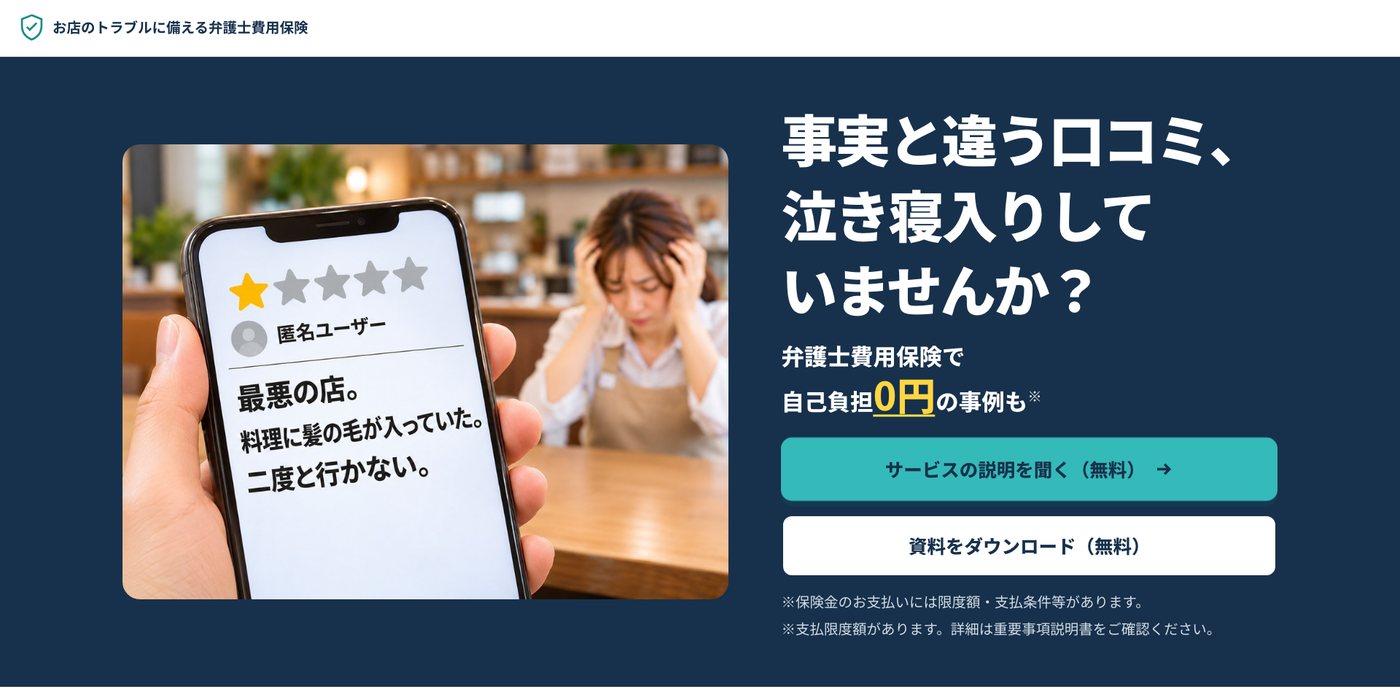 お店のトラブルに備える弁護士費用保険
匿名ユーザー
最悪の店。
料理に髪の毛が入っていた。
二度と行かない。
事実と違う口コミ、
泣き寝入りして
いませんか？
弁護士費用保険で
自己負担0円の事例も※
サービスの説明を聞く（無料） →
資料をダウンロード（無料）
※保険金のお支払いには限度額・支払条件等があります。
※支払限度額があります。詳細は重要事項説明書をご確認ください。